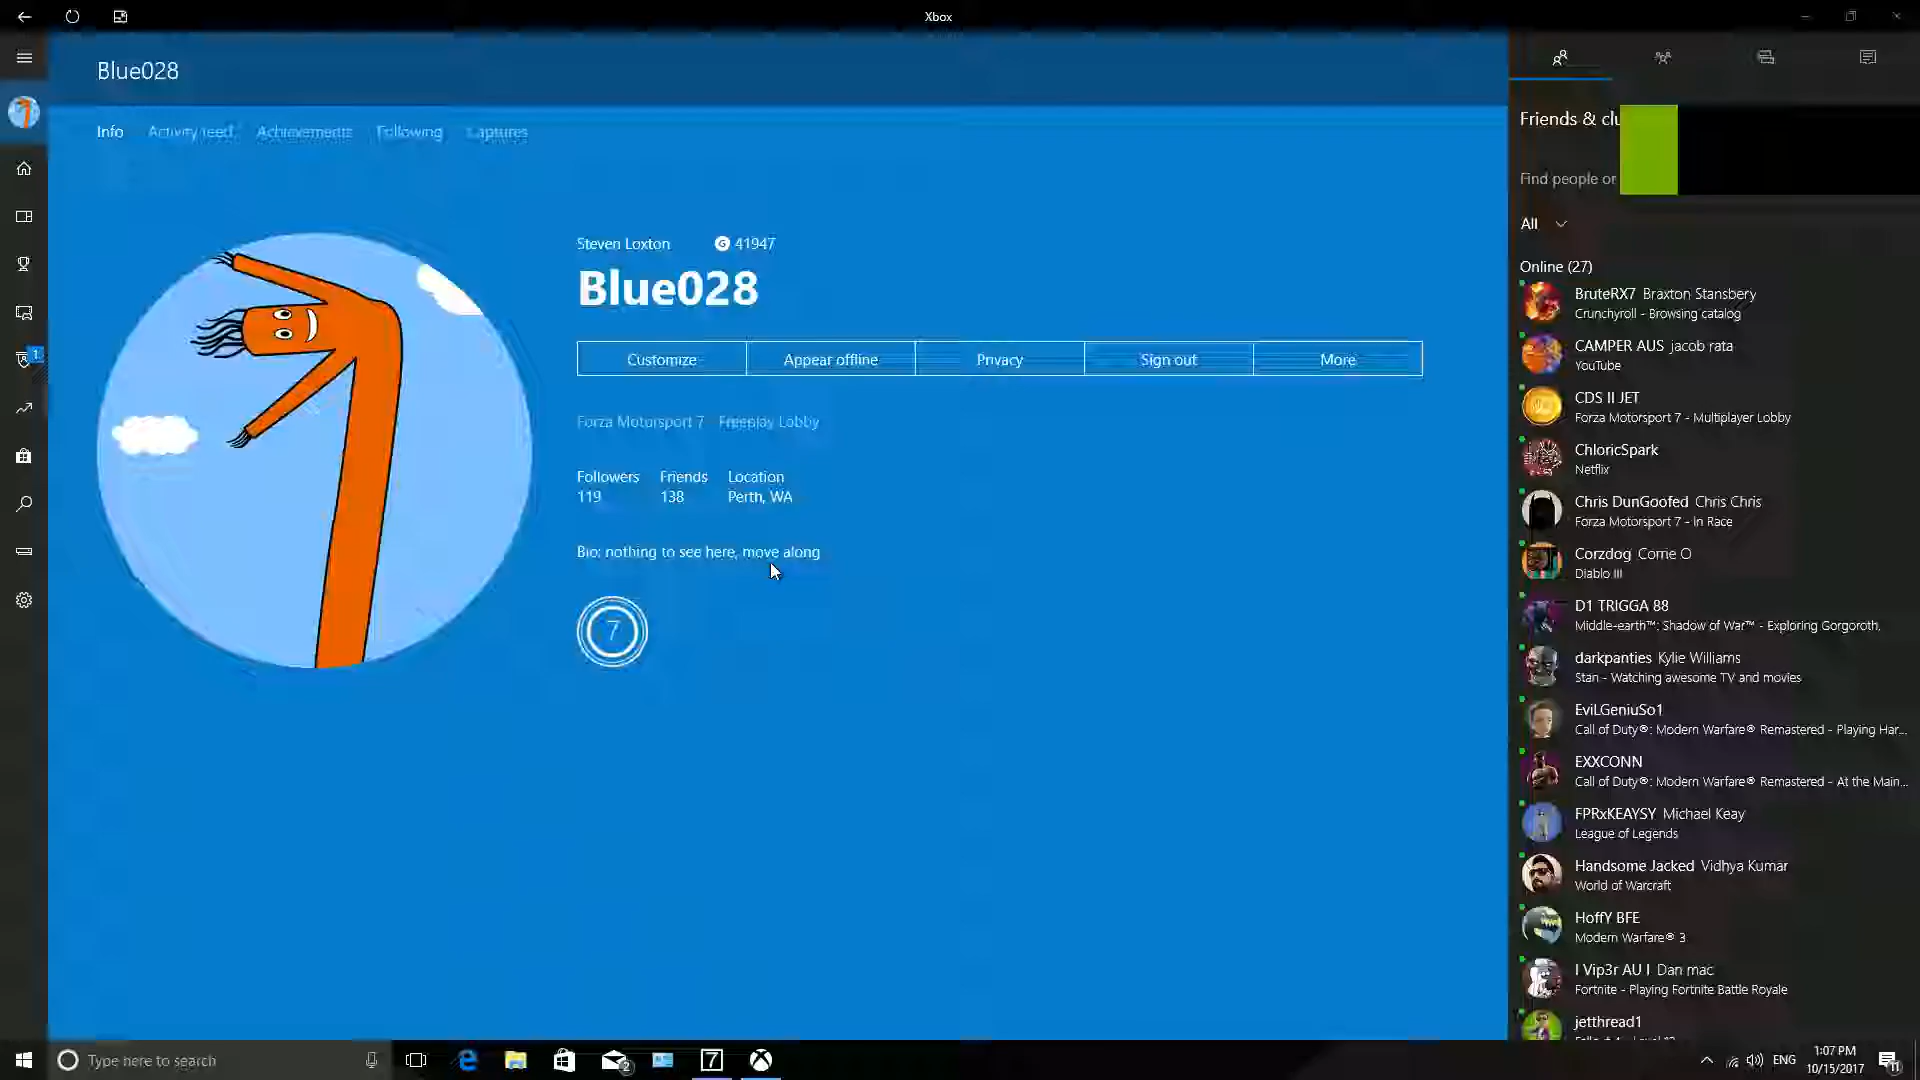 Xbox
Blue028
Info Activity feed Achievements Following Captures
Steven Loxton G 41947
Blue028
Customize Appear offline Privacy Sign out More
Forza Motorsport 7 Freeplay Lobby
Followers Friends Location
119 138 Perth, WA
Bio: nothing to see here, move along
7
1
Friends & clu
Find people or
All
Online (27)
BruteRX7 Braxton Stansbery
Crunchyroll - Browsing catalog
CAMPER AUS jacob rata
YouTube
CDS II JET
Forza Motorsport 7 - Multiplayer Lobby
ChloricSpark
Netflix
Chris DunGoofed Chris Chris
Forza Motorsport 7 - In Race
Corzdog Corrie O
Diablo III
D1 TRIGGA 88
Middle-earth™: Shadow of War™ - Exploring Gorgoroth,
darkpanties Kylie Williams
Stan - Watching awesome TV and movies
EviLGeniuSo1
Call of Duty®: Modern Warfare® Remastered - Playing Har...
EXXCONN
Call of Duty®: Modern Warfare® Remastered - At the Main...
FPRxKEAYSY Michael Keay
League of Legends
Handsome Jacked Vidhya Kumar
World of Warcraft
HoffY BFE
Modern Warfare® 3
I Vip3r AU I Dan mac
Fortnite - Playing Fortnite Battle Royale
jetthread1
Type here to search
2
7
ENG
1:07 PM
10/15/2017
11